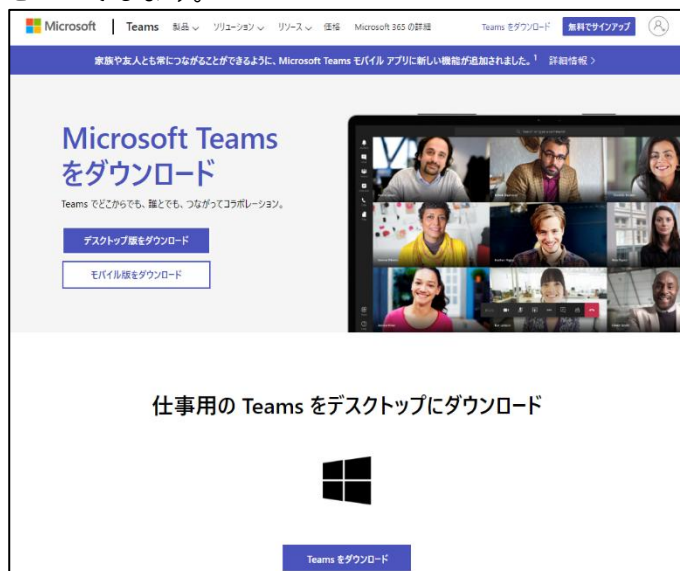 Microsoft | Teams 製品 ソリューション リソース 価格 Microsoft 365 の詳細 Teams をダウンロード 無料でサインアップ
家族や友人とも常につながることができるように、Microsoft Teams モバイル アプリに新しい機能が追加されました。1 詳細情報 >
Microsoft Teams
をダウンロード
Teams でどこからでも、誰とでも、つながってコラボレーション。
デスクトップ版をダウンロード
モバイル版をダウンロード
仕事用の Teams をデスクトップにダウンロード
Teams をダウンロード